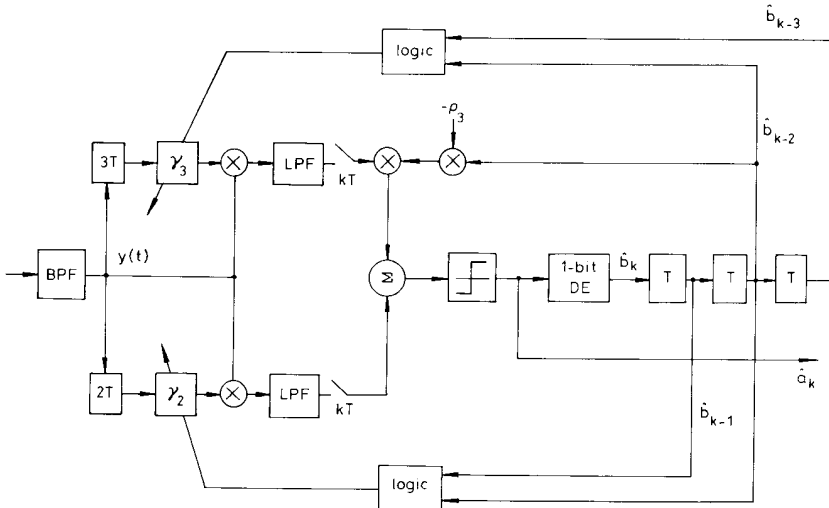 b̂k-3
logic
-ρ3
b̂k-2
3T
γ3
LPF
kT
BPF
y(t)
Σ
1-bit
DE
b̂k
T
T
T
âk
2T
γ2
LPF
kT
b̂k-1
logic